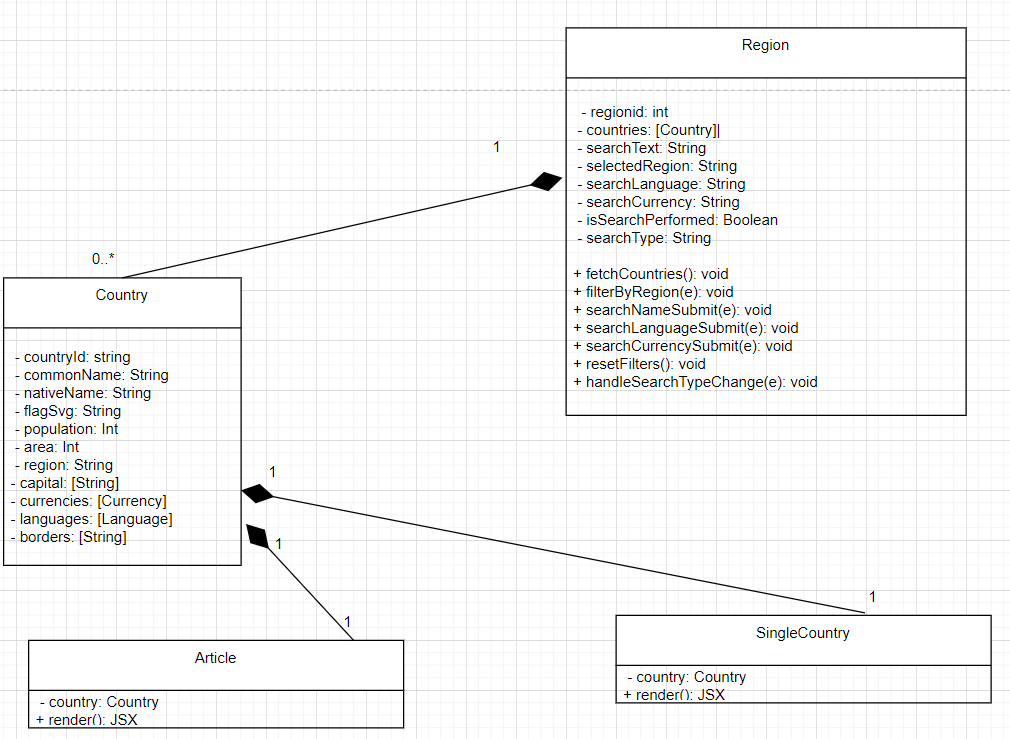 Region
- regionid: int
- countries: [Country]|
- searchText: String
- selectedRegion: String
- searchLanguage: String
- searchCurrency: String
- isSearchPerformed: Boolean
- searchType: String
+ fetchCountries(): void
+ filterByRegion(e): void
+ searchNameSubmit(e): void
+ searchLanguageSubmit(e): void
+ searchCurrencySubmit(e): void
+ resetFilters(): void
+ handleSearchTypeChange(e): void
1
0..*
Country
- countryId: string
- commonName: String
- nativeName: String
- flagSvg: String
- population: Int
- area: Int
- region: String
- capital: [String]
- currencies: [Currency]
- languages: [Language]
- borders: [String]
1
1
1
1
Article
- country: Country
+ render(): JSX
SingleCountry
- country: Country
+ render(): JSX